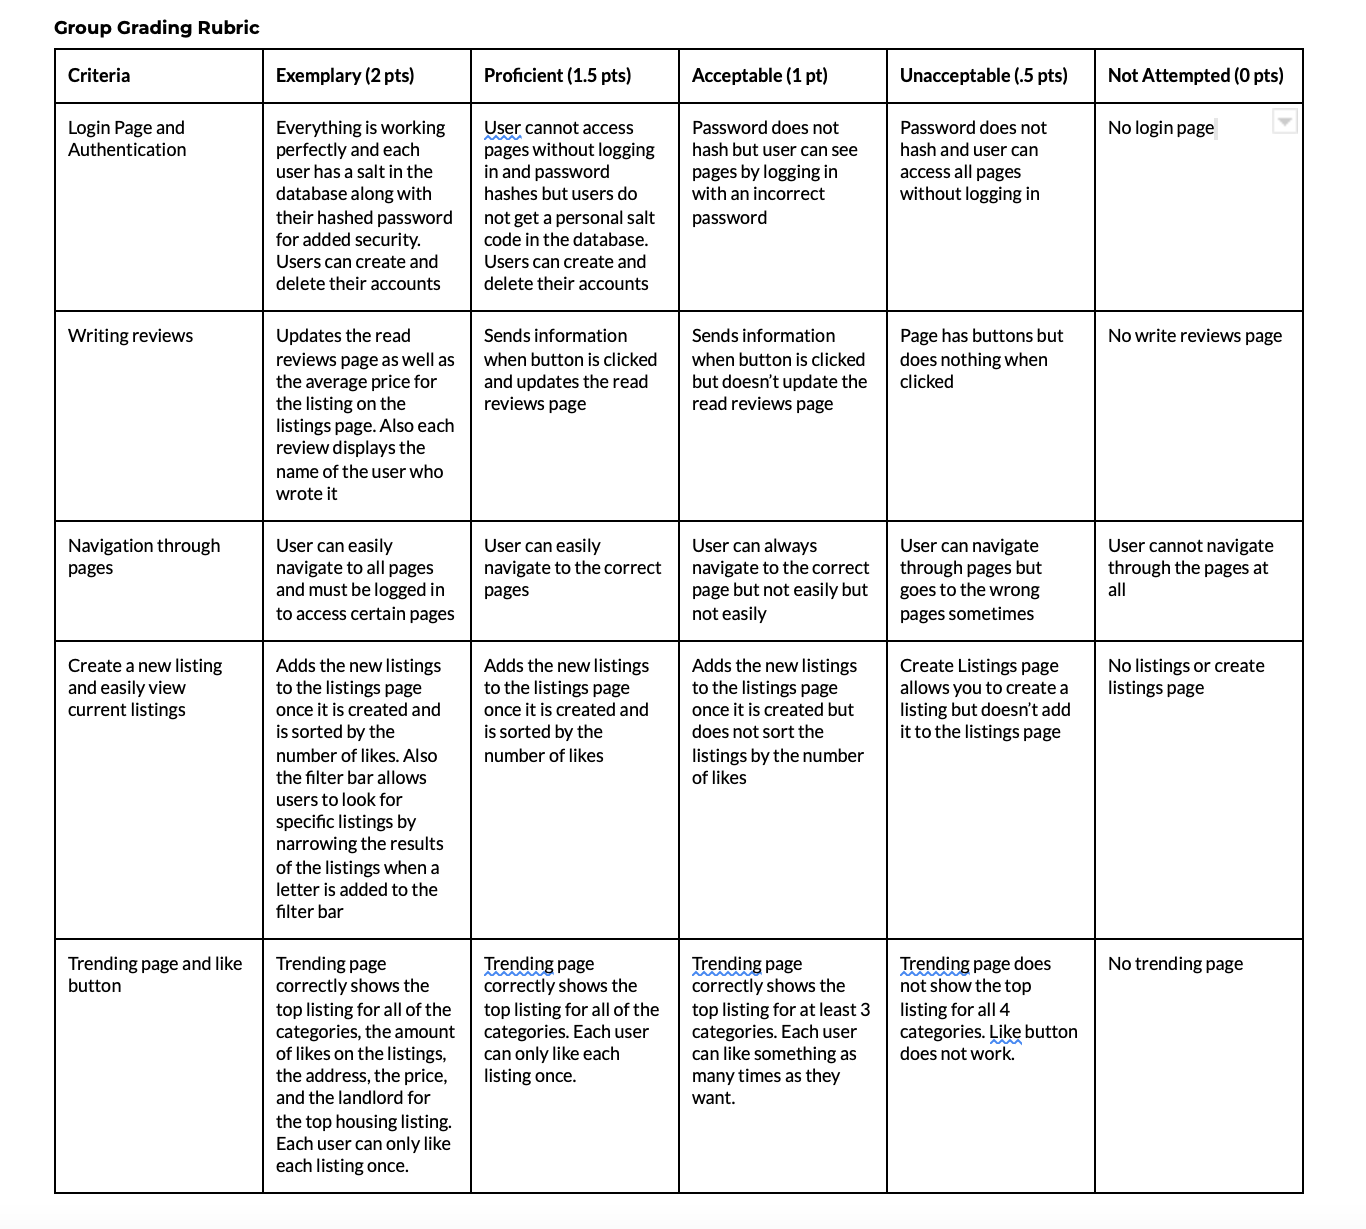 Group Grading Rubric
Criteria
Exemplary (2 pts)
Proficient (1.5 pts)
Acceptable (1 pt)
Unacceptable (.5 pts)
Not Attempted (0 pts)
Login Page and
Authentication
Everything is working
perfectly and each
user has a salt in the
database along with
their hashed password
for added security.
Users can create and
delete their accounts
User cannot access
pages without logging
in and password
hashes but users do
not get a personal salt
code in the database.
Users can create and
delete their accounts
Password does not
hash but user can see
pages by logging in
with an incorrect
password
Password does not
hash and user can
access all pages
without logging in
No login page
Writing reviews
Updates the read
reviews page as well as
the average price for
the listing on the
listings page. Also each
review displays the
name of the user who
wrote it
Sends information
when button is clicked
and updates the read
reviews page
Sends information
when button is clicked
but doesn’t update the
read reviews page
Page has buttons but
does nothing when
clicked
No write reviews page
Navigation through
pages
User can easily
navigate to all pages
and must be logged in
to access certain pages
User can easily
navigate to the correct
pages
User can always
navigate to the correct
page but not easily but
not easily
User can navigate
through pages but
goes to the wrong
pages sometimes
User cannot navigate
through the pages at
all
Create a new listing
and easily view
current listings
Adds the new listings
to the listings page
once it is created and
is sorted by the
number of likes. Also
the filter bar allows
users to look for
specific listings by
narrowing the results
of the listings when a
letter is added to the
filter bar
Adds the new listings
to the listings page
once it is created and
is sorted by the
number of likes
Adds the new listings
to the listings page
once it is created but
does not sort the
listings by the number
of likes
Create Listings page
allows you to create a
listing but doesn’t add
it to the listings page
No listings or create
listings page
Trending page and like
button
Trending page
correctly shows the
top listing for all of the
categories, the amount
of likes on the listings,
the address, the price,
and the landlord for
the top housing listing.
Each user can only like
each listing once.
Trending page
correctly shows the
top listing for all of the
categories. Each user
can only like each
listing once.
Trending page
correctly shows the
top listing for at least 3
categories. Each user
can like something as
many times as they
want.
Trending page does
not show the top
listing for all 4
categories. Like button
does not work.
No trending page